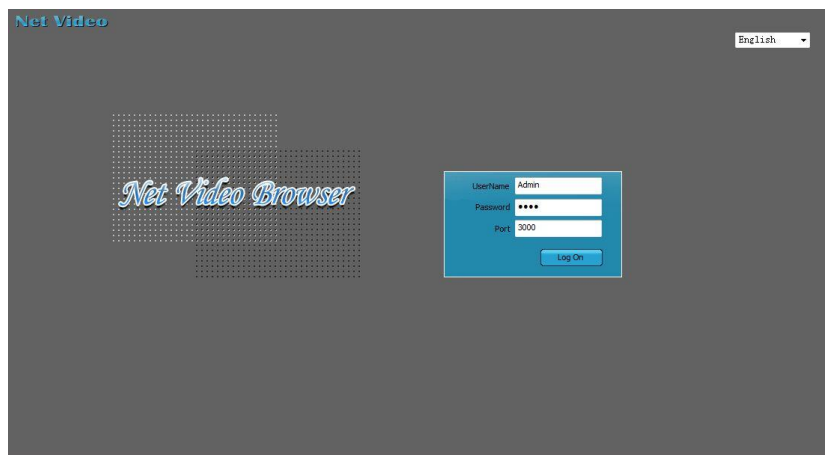 Net Video
English
Net Video Browser
UserName Admin
Password ••••
Port 3000
Log On